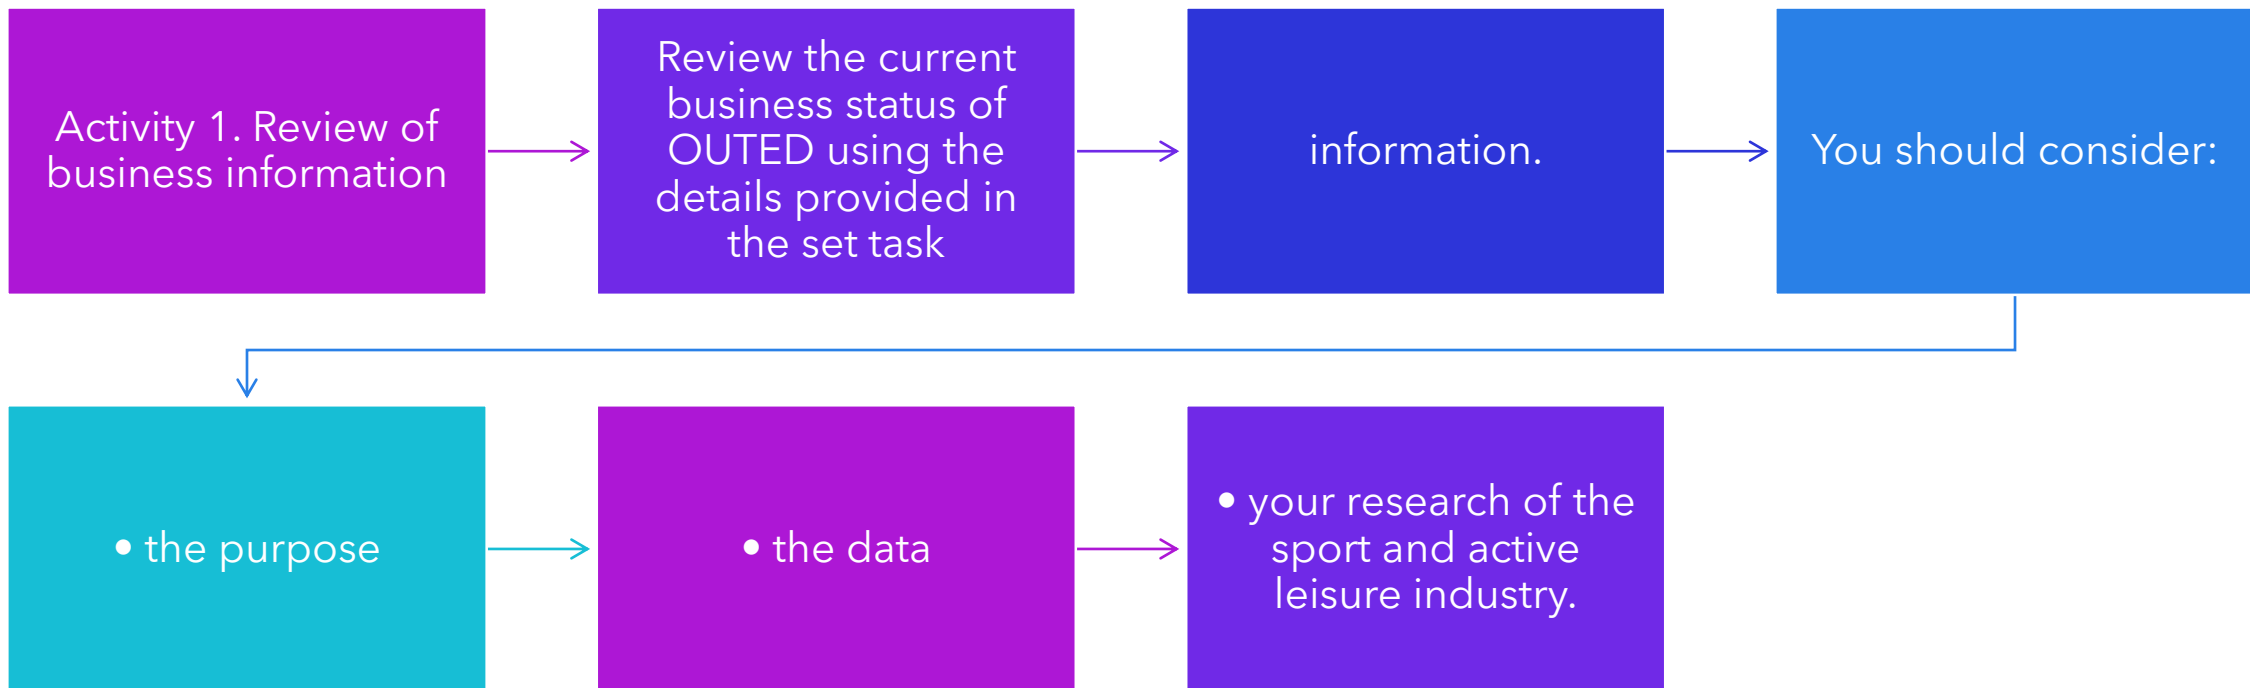 Activity 1. Review of
business information
Review the current
business status of
OUTED using the
details provided in
the set task
information.
You should consider:
• the purpose
• the data
• your research of the
sport and active
leisure industry.